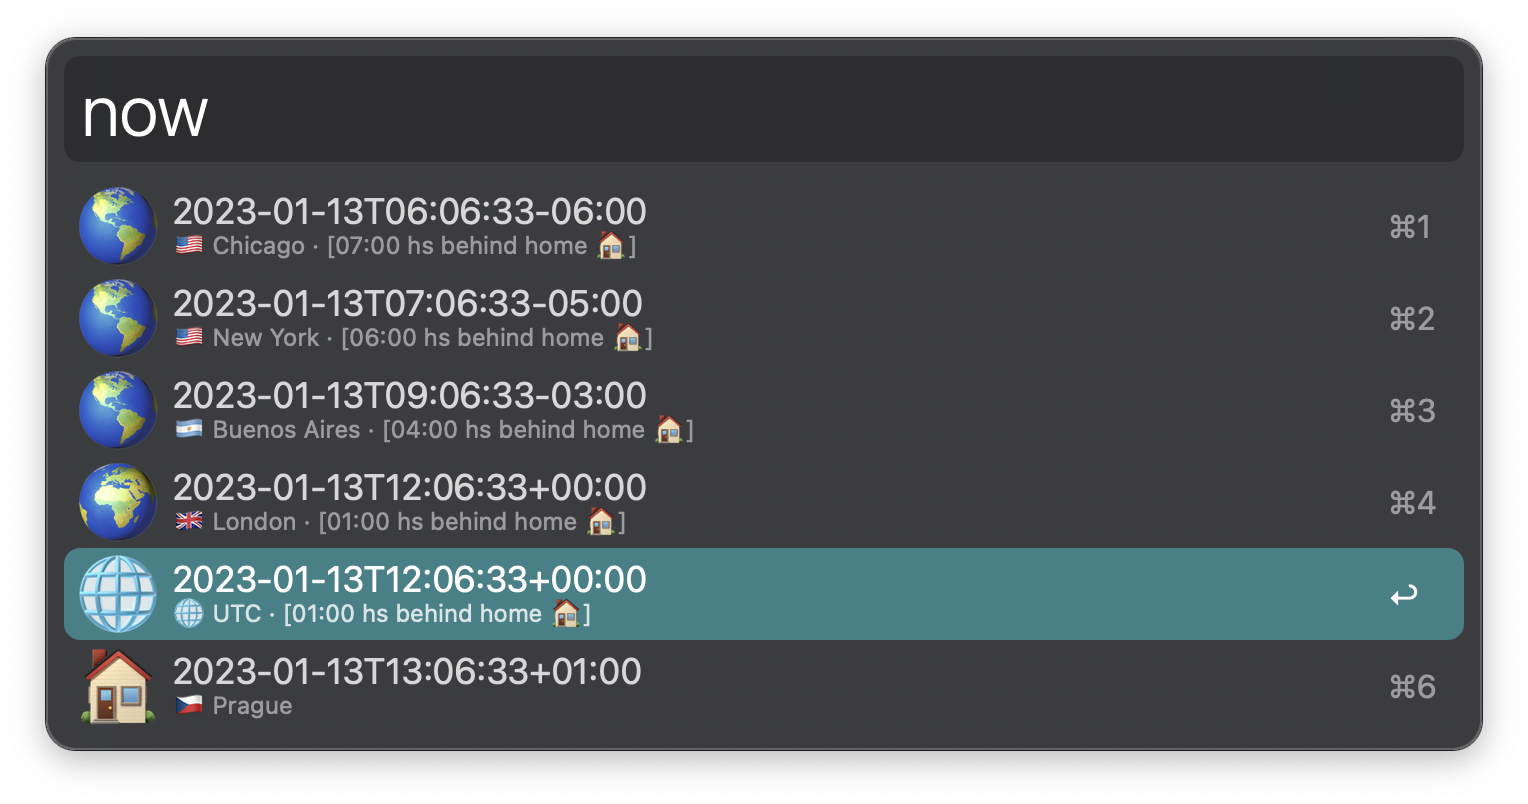 now
2023-01-13T06:06:33-06:00
🇺🇸 Chicago · [07:00 hs behind home 🏠]
⌘1
2023-01-13T07:06:33-05:00
🇺🇸 New York · [06:00 hs behind home 🏠]
⌘2
2023-01-13T09:06:33-03:00
🇦🇷 Buenos Aires · [04:00 hs behind home 🏠]
⌘3
2023-01-13T12:06:33+00:00
🇬🇧 London · [01:00 hs behind home 🏠]
⌘4
2023-01-13T12:06:33+00:00
🌐 UTC · [01:00 hs behind home 🏠]
↩
2023-01-13T13:06:33+01:00
🇨🇿 Prague
⌘6